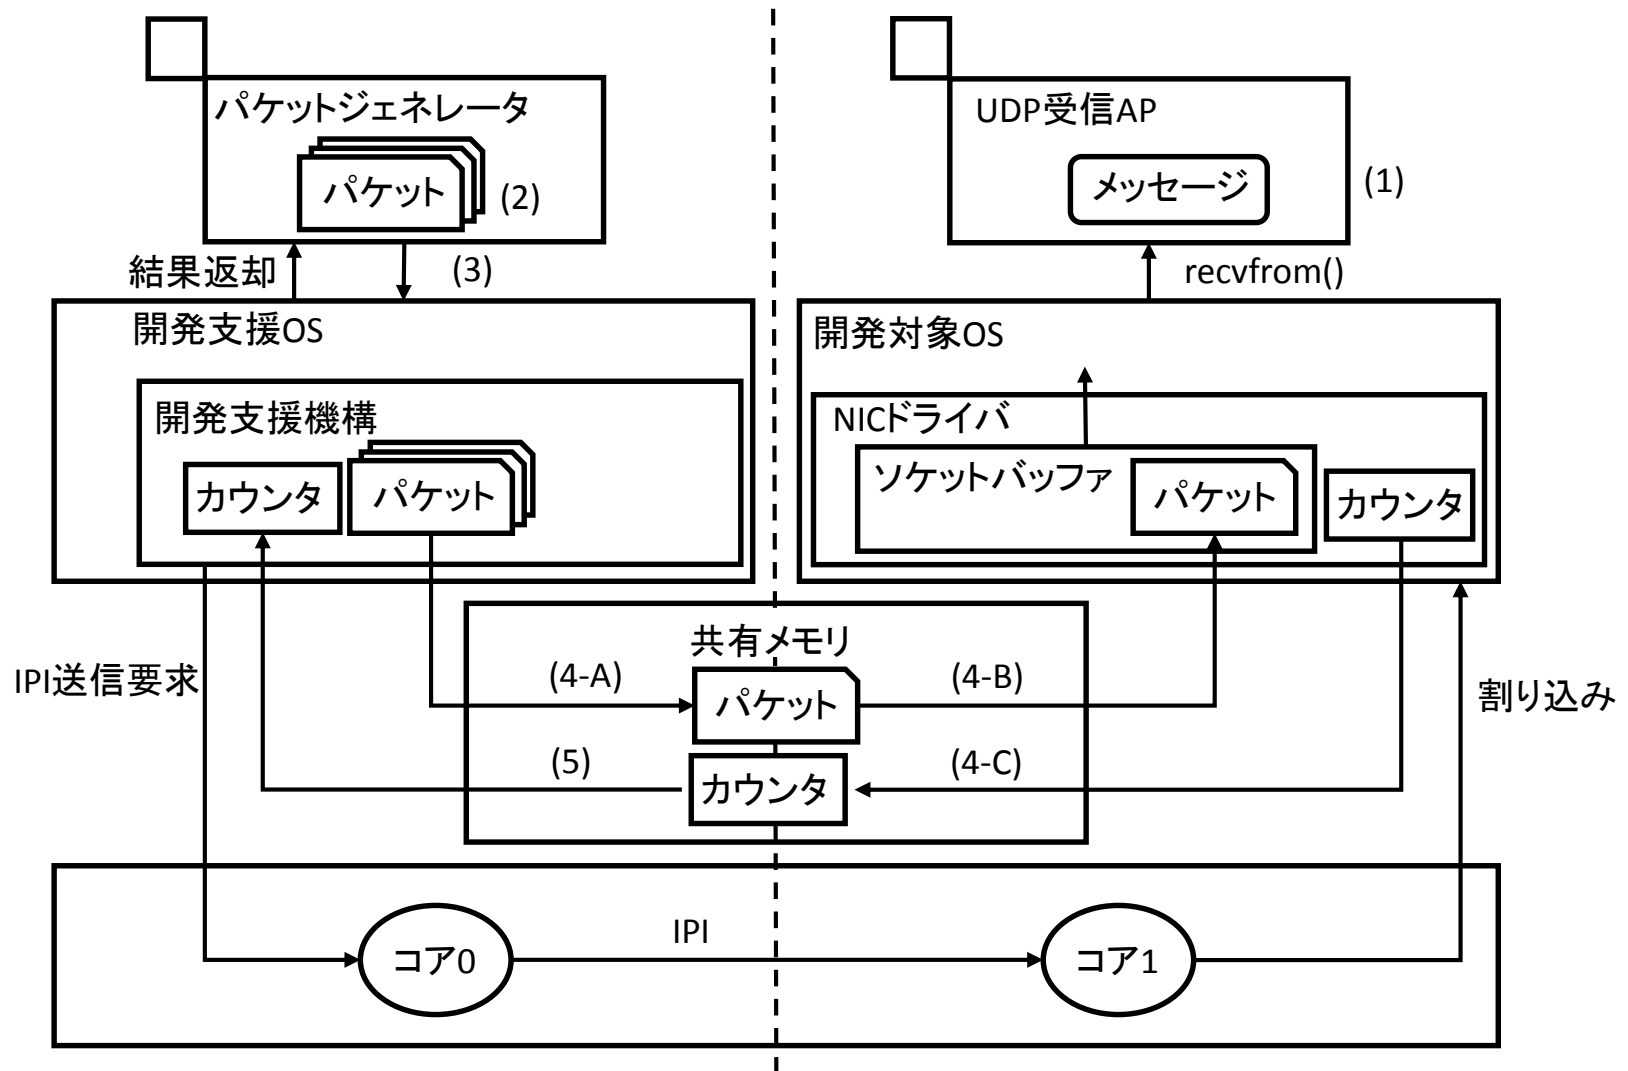 パケットジェネレータ
パケット
(2)
結果返却
(3)
開発支援OS
開発支援機構
カウンタ
パケット
UDP受信AP
メッセージ
(1)
recvfrom()
開発対象OS
NICドライバ
ソケットバッファ
パケット
カウンタ
共有メモリ
IPI送信要求
(4-A)
パケット
(4-B)
割り込み
(5)
カウンタ
(4-C)
コア0
IPI
コア1